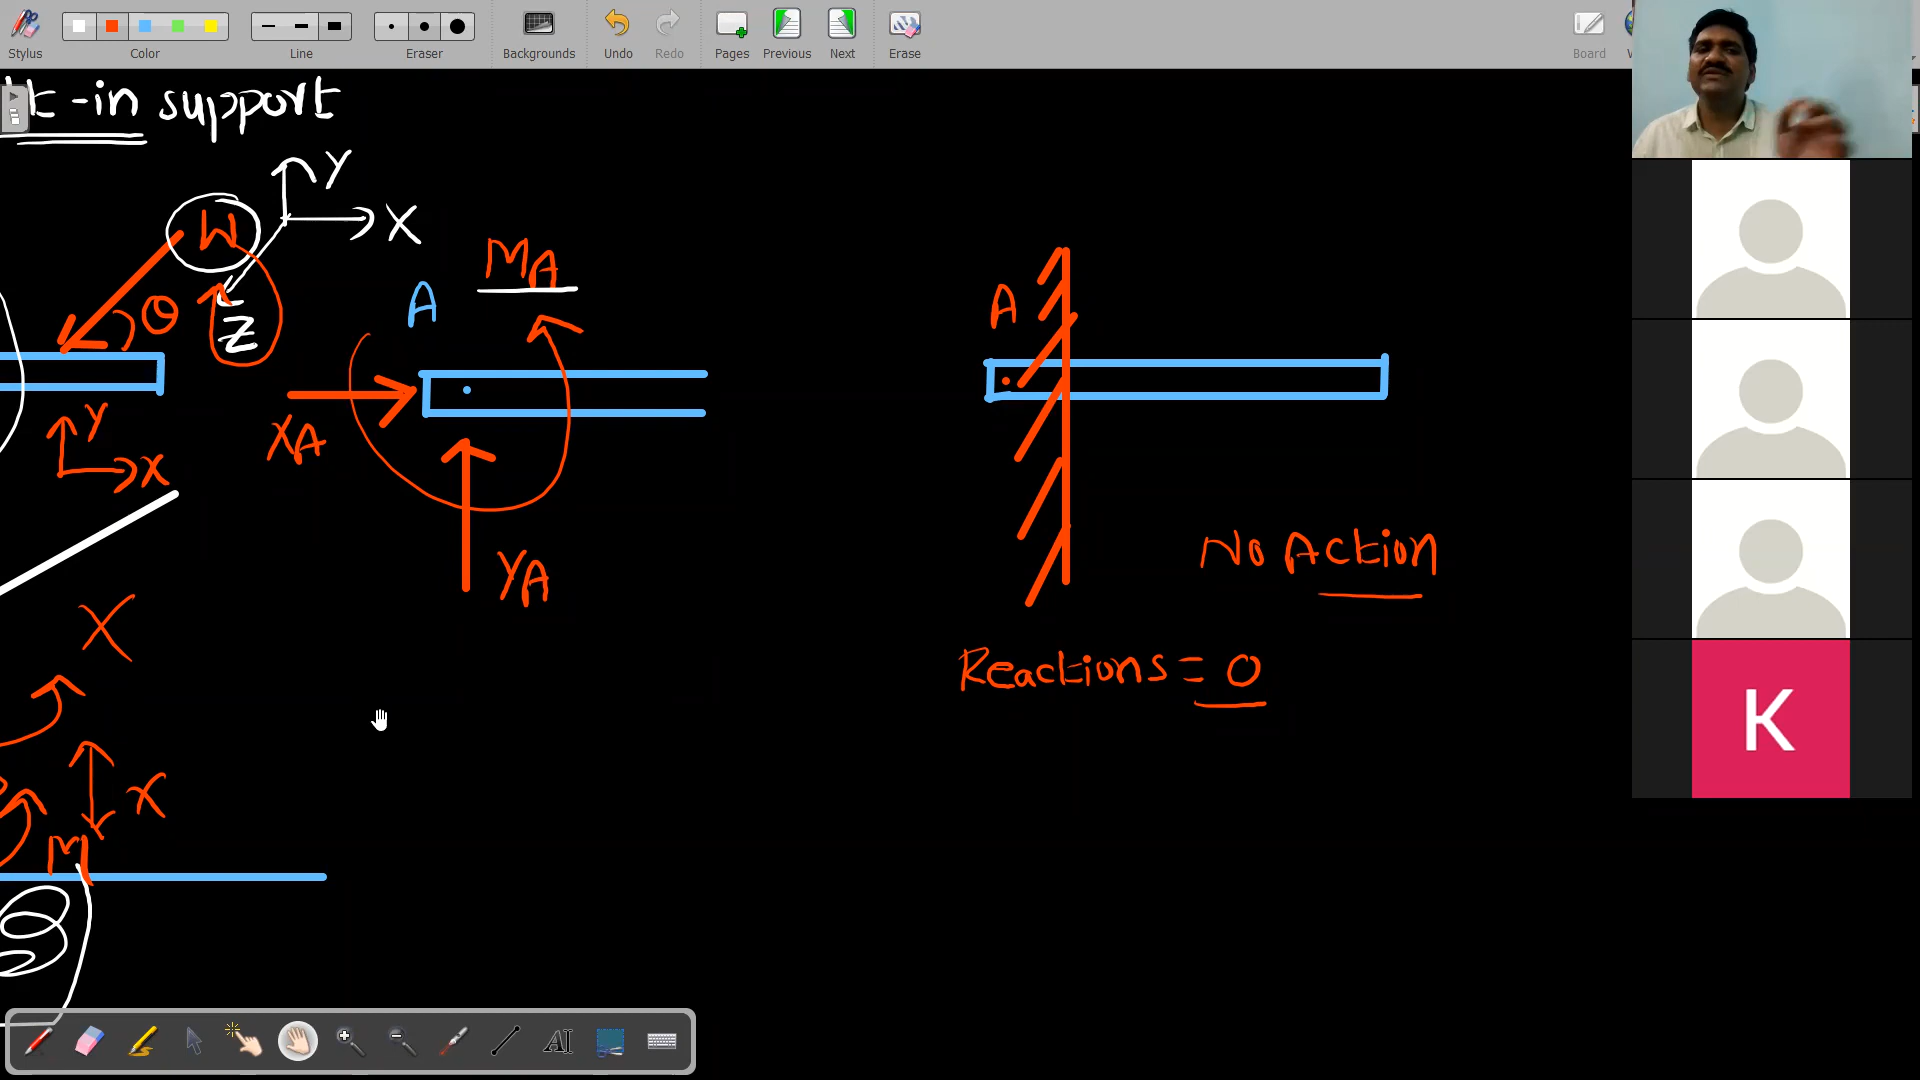 Stylus
Color
Line
Eraser
Backgrounds
Undo
Redo
Pages
Previous
Next
Erase
Board
-in support
Y
X
W
Z
θ
MA
A
XA
YA
Y
X
X
X
M
A
No Action
Reactions = 0
K
AI